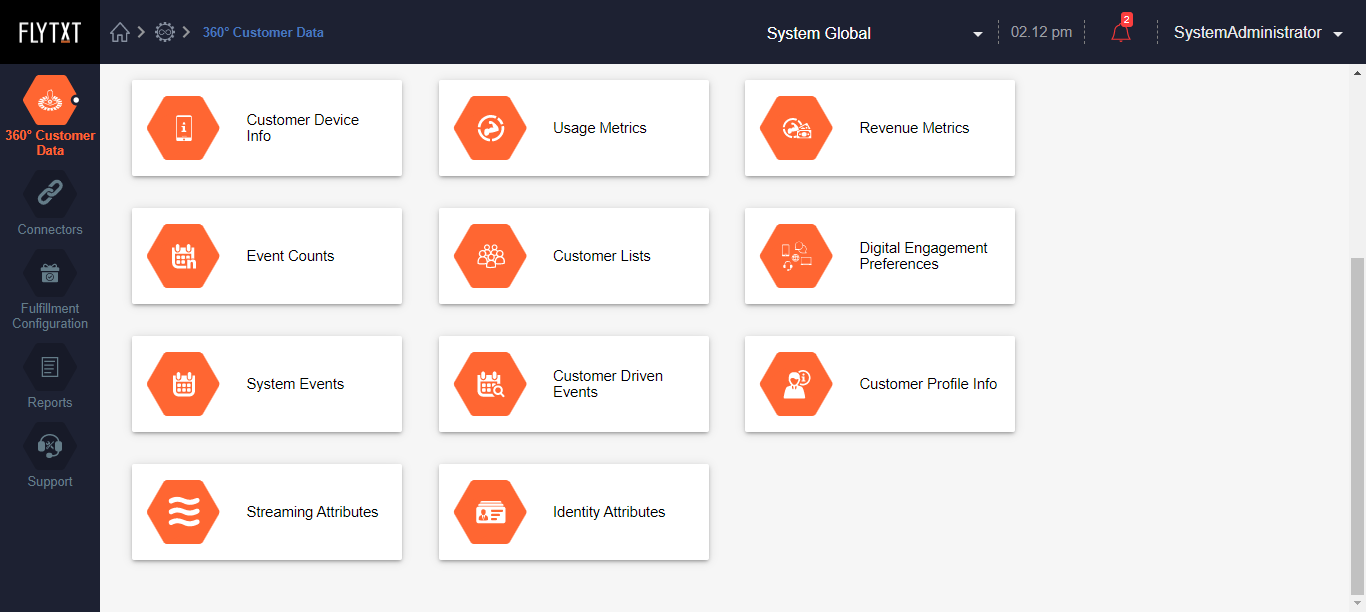 FLYTXT
360° Customer Data
System Global
02.12 pm
2
SystemAdministrator
360° Customer
Data
Connectors
Fulfillment
Configuration
Reports
Support
Customer Device
Info
Usage Metrics
Revenue Metrics
Event Counts
Customer Lists
Digital Engagement
Preferences
System Events
Customer Driven
Events
Customer Profile Info
Streaming Attributes
Identity Attributes